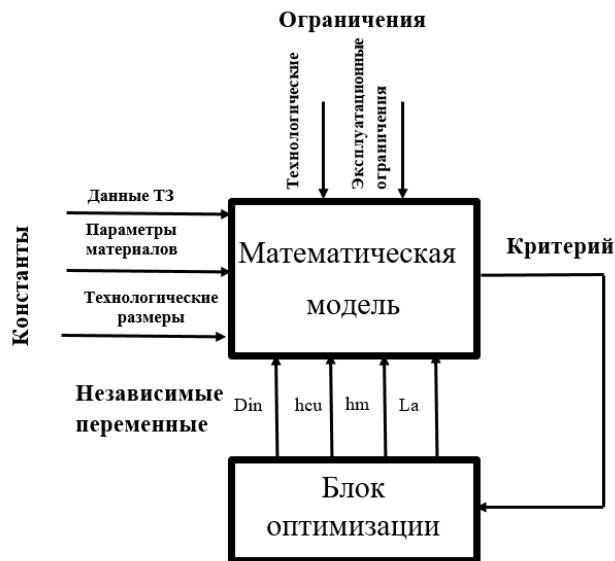 Ограничения
Технологические
Эксплуатационные
ограничения
Константы
Данные ТЗ
Параметры
материалов
Технологические
размеры
Математическая
модель
Критерий
Независимые
переменные
Din
hcu
hm
La
Блок
оптимизации